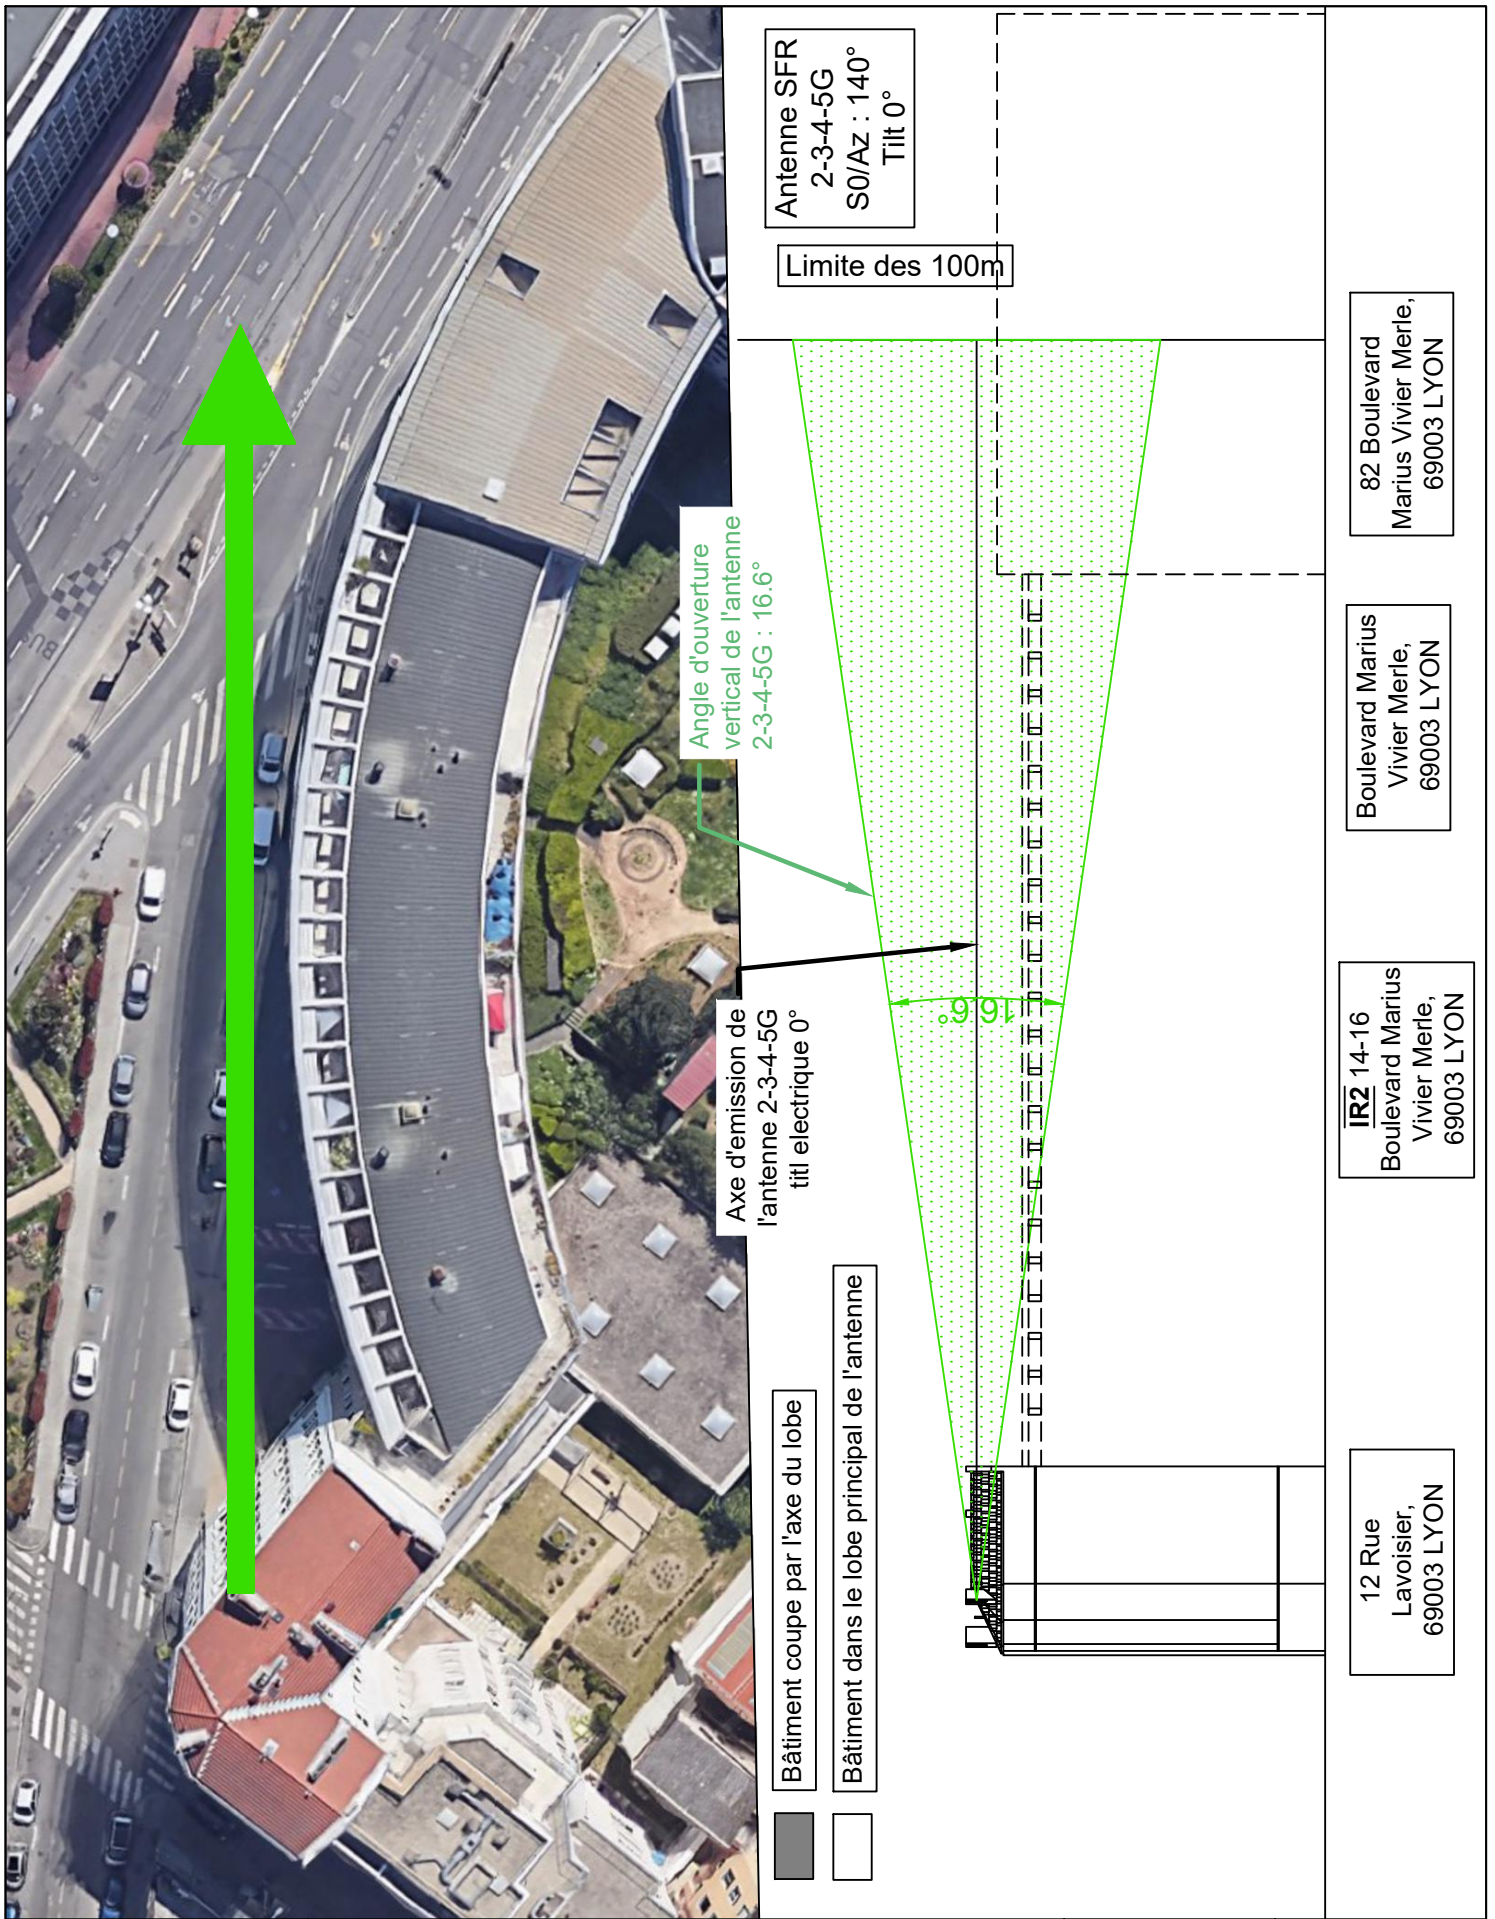 Antenne SFR
2-3-4-5G
S0/Az : 140°
Tilt 0°
Limite des 100m
Angle d'ouverture
vertical de l'antenne
2-3-4-5G : 16.6°
Axe d'emission de
l'antenne 2-3-4-5G
titl electrique 0°
16.6°
Bâtiment coupe par l'axe du lobe
Bâtiment dans le lobe principal de l'antenne
12 Rue
Lavoisier,
69003 LYON
IR2 14-16
Boulevard Marius
Vivier Merle,
69003 LYON
Boulevard Marius
Vivier Merle,
69003 LYON
82 Boulevard
Marius Vivier Merle,
69003 LYON
BUS